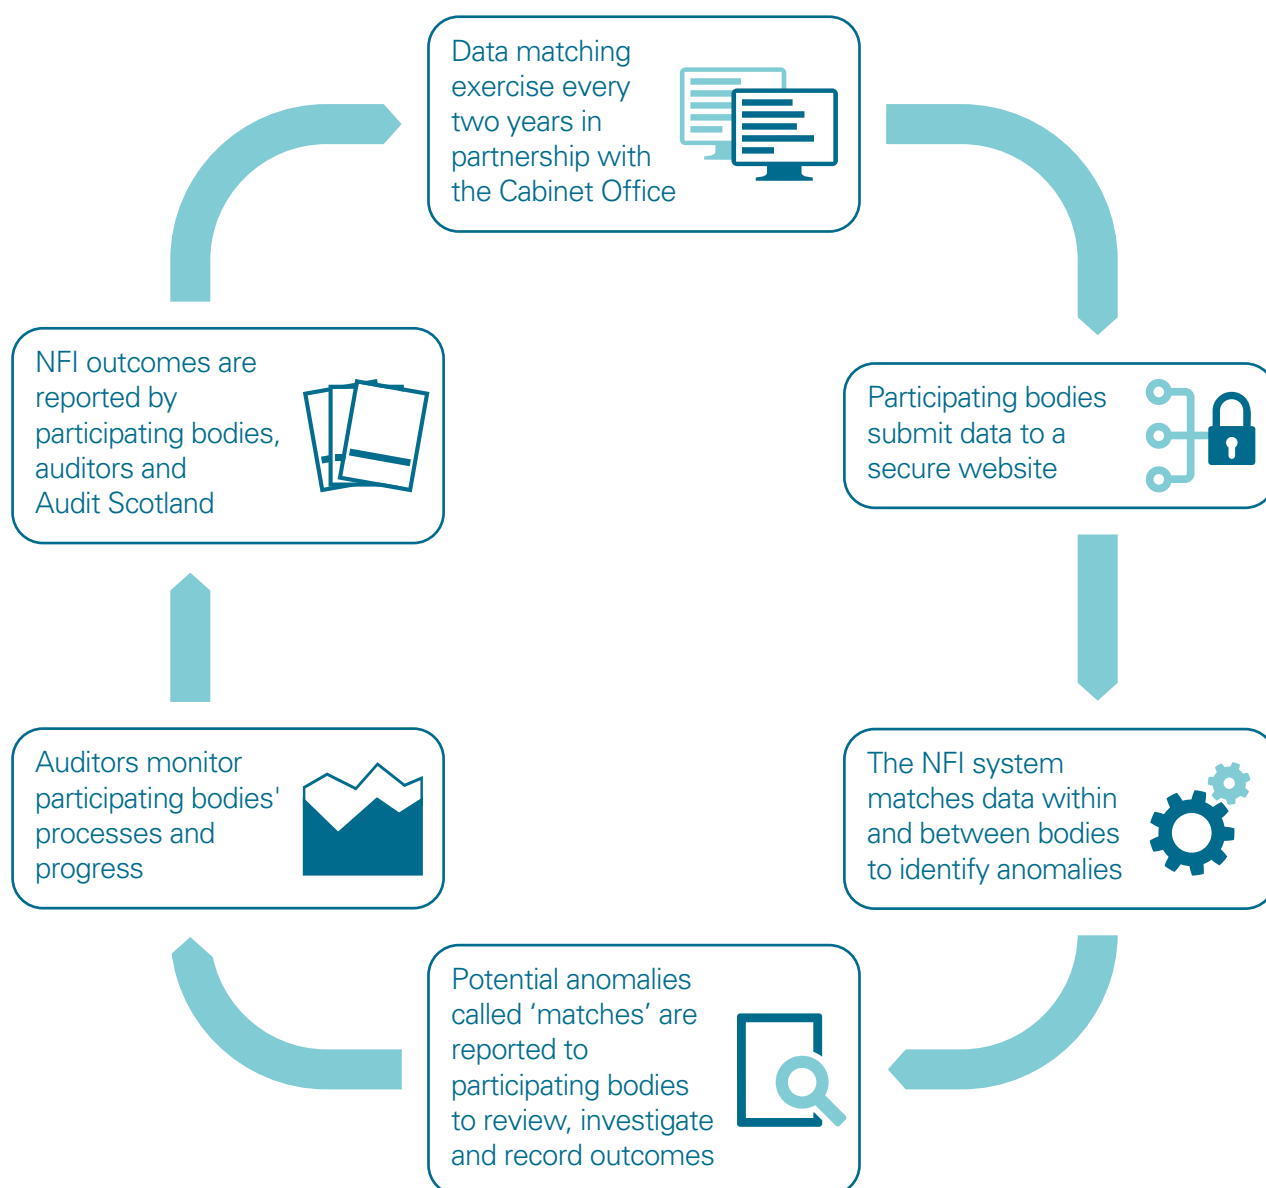 Data matching
exercise every
two years in
partnership with
the Cabinet Office
Participating bodies
submit data to a
secure website
The NFI system
matches data within
and between bodies
to identify anomalies
Potential anomalies
called ‘matches’ are
reported to
participating bodies
to review, investigate
and record outcomes
Auditors monitor
participating bodies'
processes and
progress
NFI outcomes are
reported by
participating bodies,
auditors and
Audit Scotland